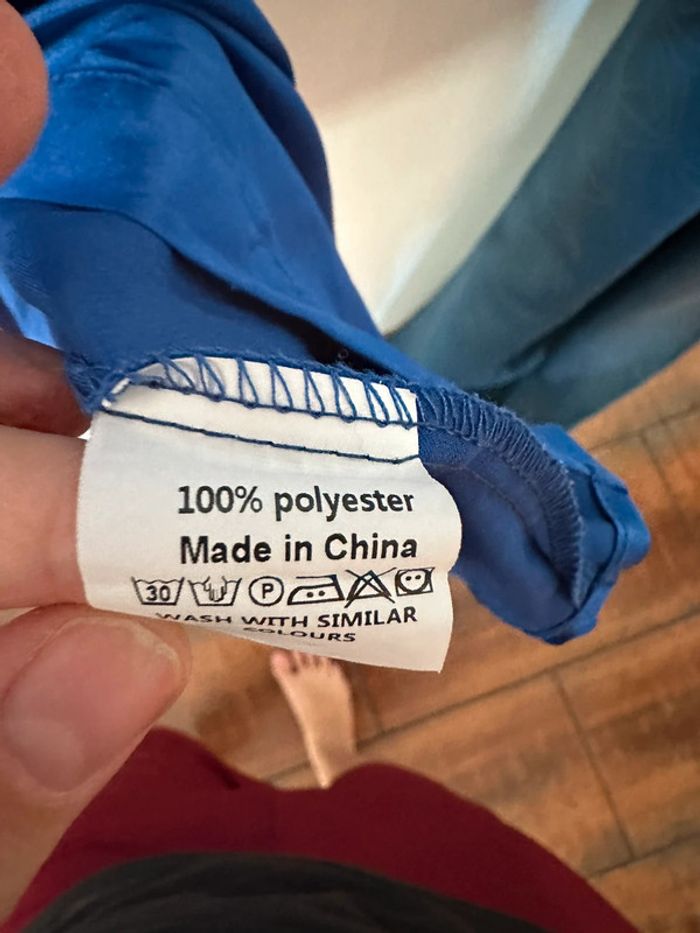 100% polyester
Made in China
30 P
WASH WITH SIMILAR
COLOURS